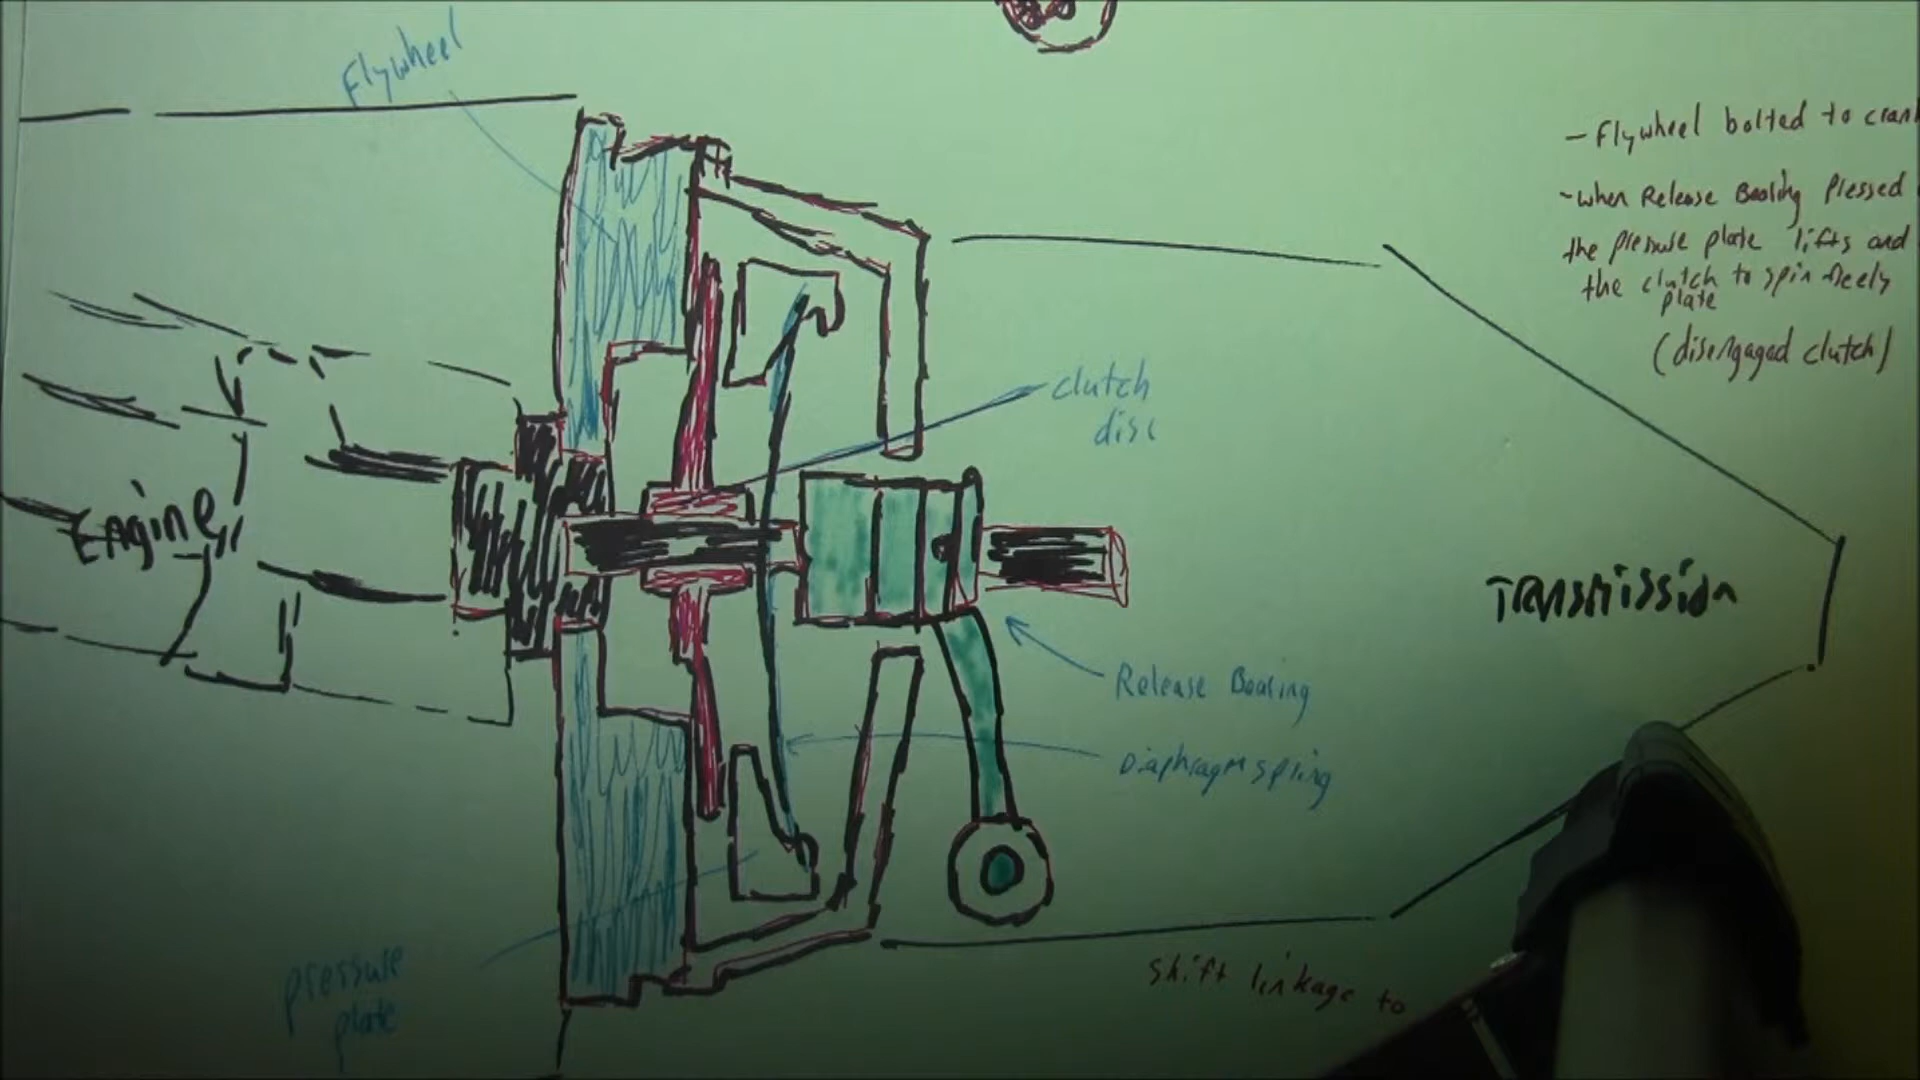 Flywheel
- Flywheel bolted to cran
- when Release Bearing Pressed
the pressure plate lifts and
the clutch to spin freely
plate
(disengaged clutch)
clutch
disc
Engine
Transmission
Release Bearing
Diaphragm spring
pressure
plate
shift linkage to